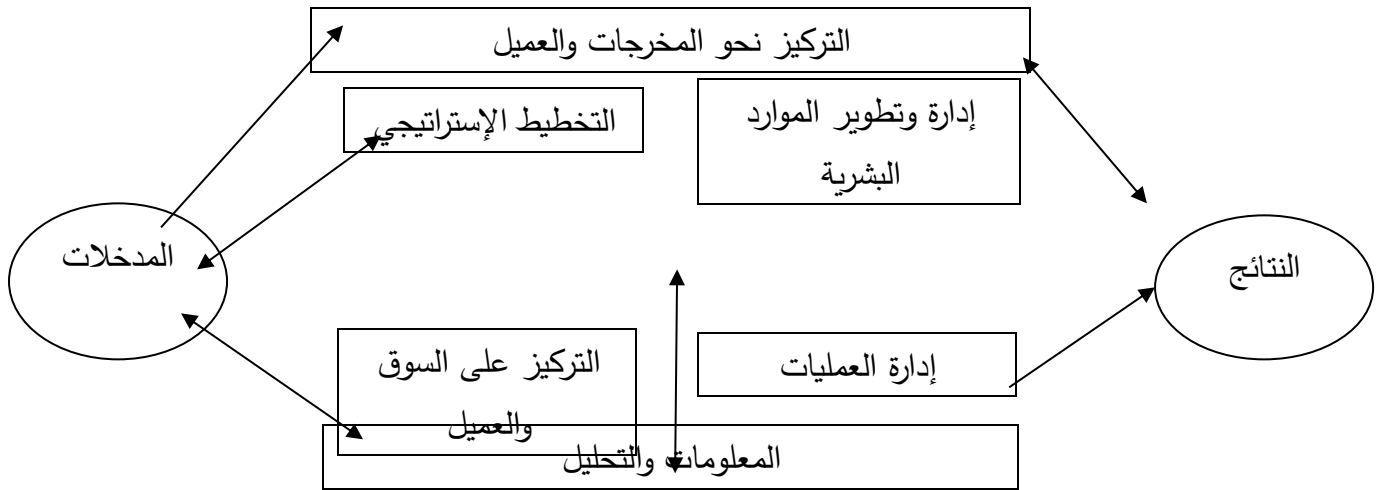 التركيز نحو المخرجات والعميل
إدارة وتطوير الموارد
البشرية
التخطيط الإستراتيجي
النتائج
المدخلات
إدارة العمليات
التركيز على السوق
والعميل
المعلومات والتحليل